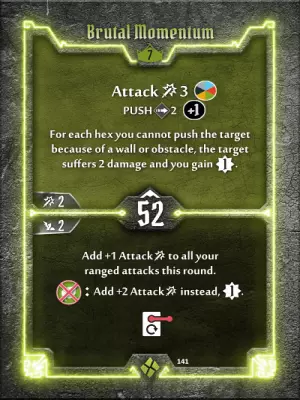 Brutal Momentum
7
Attack 3
PUSH 2 +1
For each hex you cannot push the target
because of a wall or obstacle, the target
suffers 2 damage and you gain 1.
2
52
2
Add +1 Attack to all your
ranged attacks this round.
: Add +2 Attack instead, 1.
141